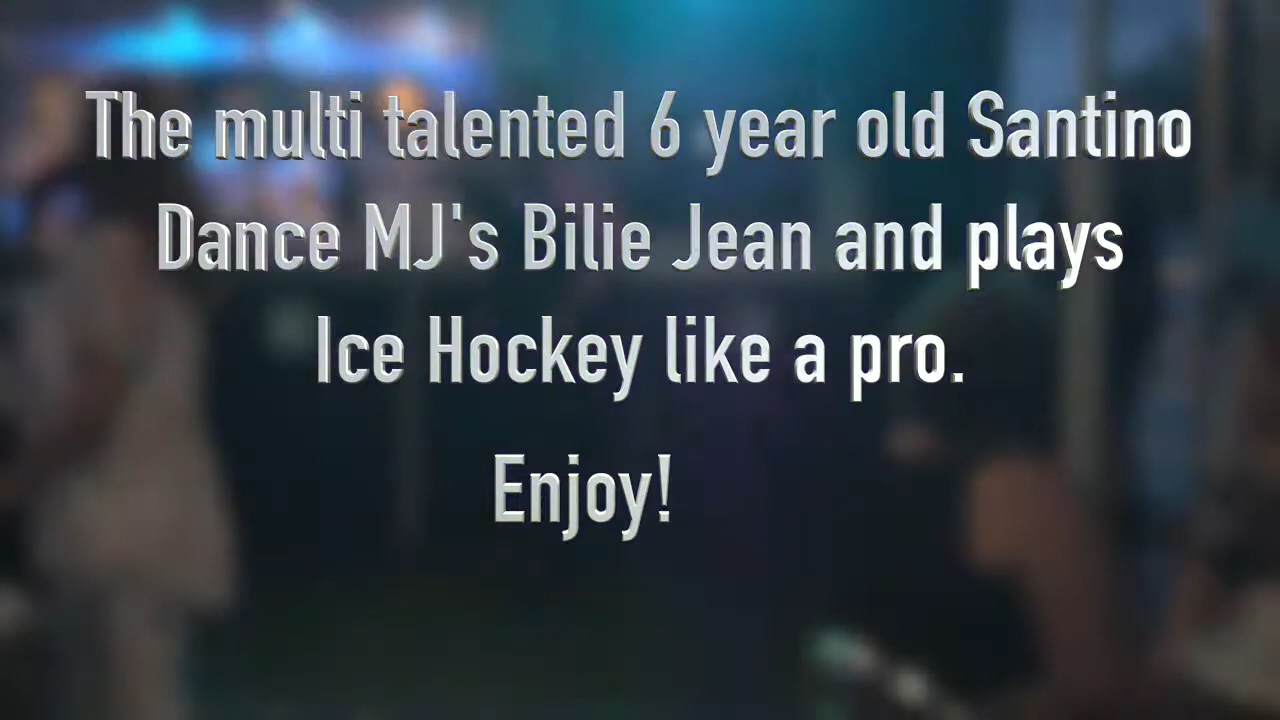 The multi talented 6 year old Santino
Dance MJ's Bilie Jean and plays
Ice Hockey like a pro.
Enjoy!